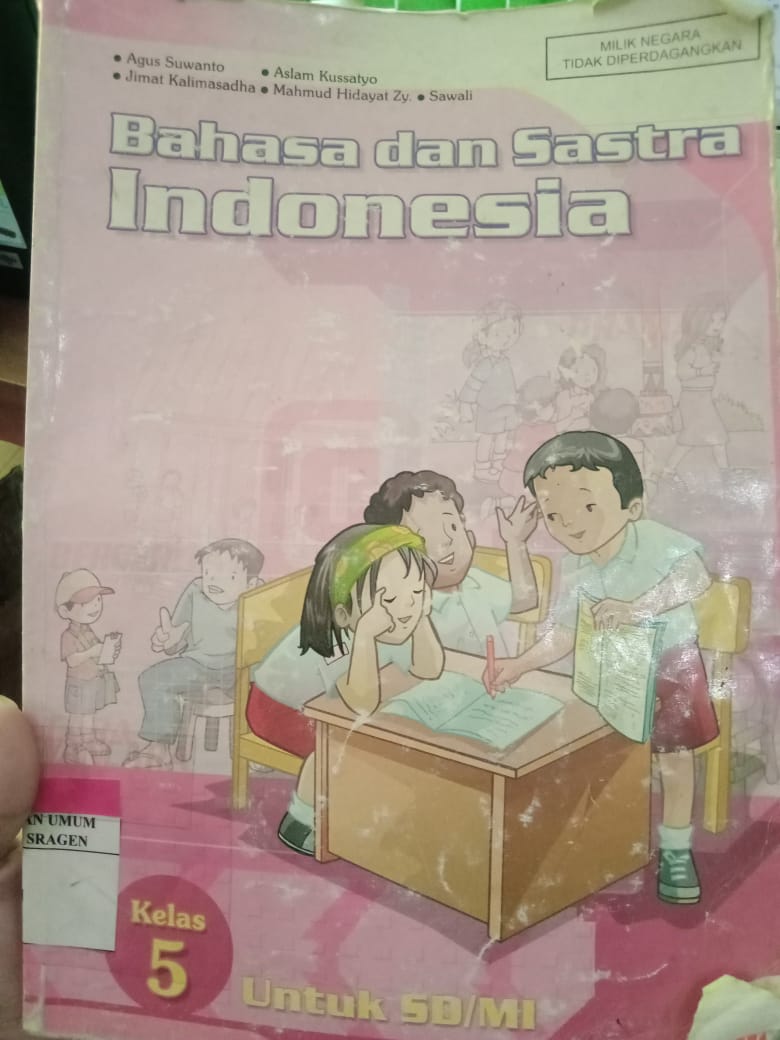 MILIK NEGARA
TIDAK DIPERDAGANGKAN
• Agus Suwanto • Aslam Kussatyo
• Jimat Kalimasadha • Mahmud Hidayat Zy. • Sawali
Bahasa dan Sastra
Indonesia
UMUM
SRAGEN
Kelas
5
Untuk SD/MI